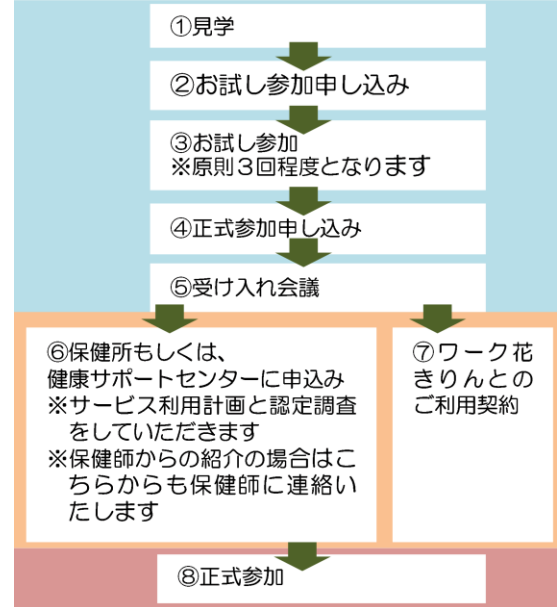 ①見学
②お試し参加申し込み
③お試し参加
※原則３回程度となります
④正式参加申し込み
⑤受け入れ会議
⑥保健所もしくは、
健康サポートセンターに申込み
※サービス利用計画と認定調査
をしていただきます
※保健師からの紹介の場合はこ
ちらからも保健師に連絡い
たします
⑦ワーク花
きりんとの
ご利用契約
⑧正式参加